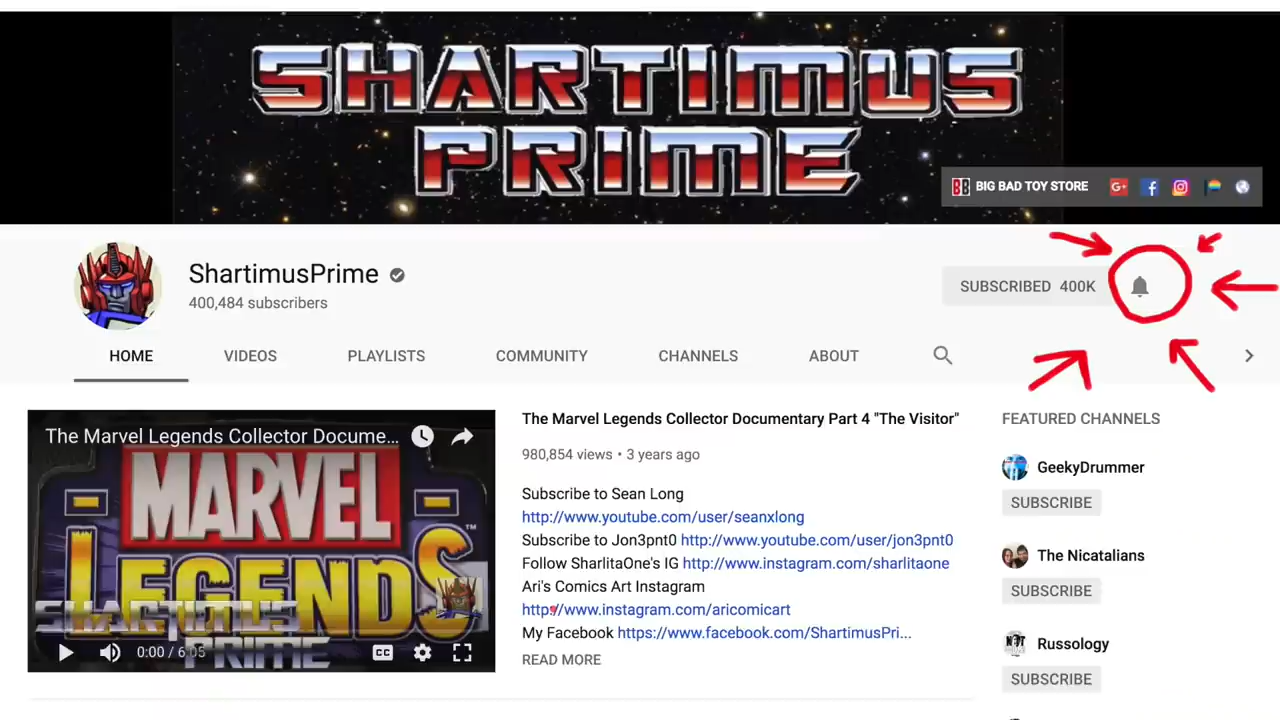 SHARTIMUS
PRIME
BIG BAD TOY STORE
ShartimusPrime
400,484 subscribers
SUBSCRIBED 400K
HOME VIDEOS PLAYLISTS COMMUNITY CHANNELS ABOUT
The Marvel Legends Collector Docume...
MARVEL
LEGENDS
TM
SHARTIMUS
PRIME
0:00 / 6:05
CC
The Marvel Legends Collector Documentary Part 4 "The Visitor"
980,854 views • 3 years ago
Subscribe to Sean Long
http://www.youtube.com/user/seanxlong
Subscribe to Jon3pnt0 http://www.youtube.com/user/jon3pnt0
Follow SharlitaOne's IG http://www.instagram.com/sharlitaone
Ari's Comics Art Instagram
https://www.instagram.com/aricomicart
My Facebook https://www.facebook.com/ShartimusPri...
READ MORE
FEATURED CHANNELS
GeekyDrummer
SUBSCRIBE
The Nicatalians
SUBSCRIBE
Russology
SUBSCRIBE